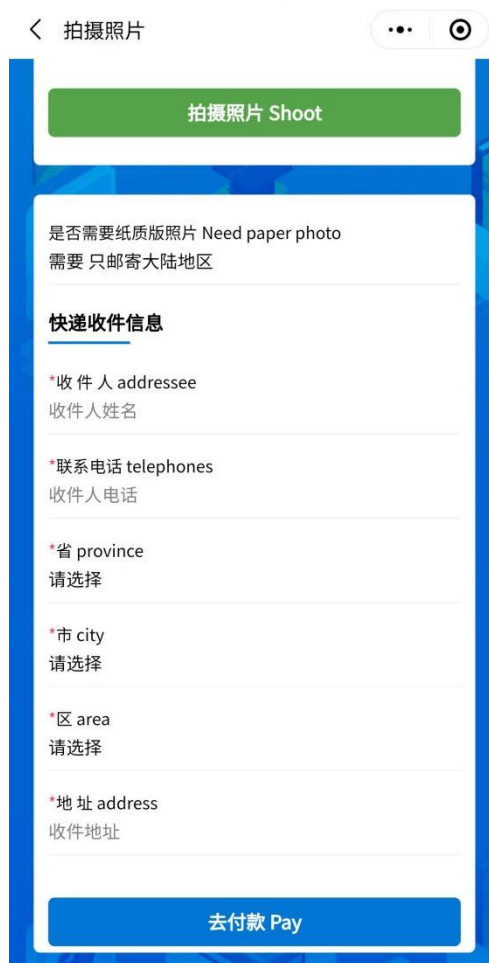 拍摄照片
拍摄照片 Shoot
是否需要纸质版照片 Need paper photo
需要 只邮寄大陆地区
快递收件信息
*收 件 人 addressee
收件人姓名
*联系电话 telephones
收件人电话
*省 province
请选择
*市 city
请选择
*区 area
请选择
*地 址 address
收件地址
去付款 Pay